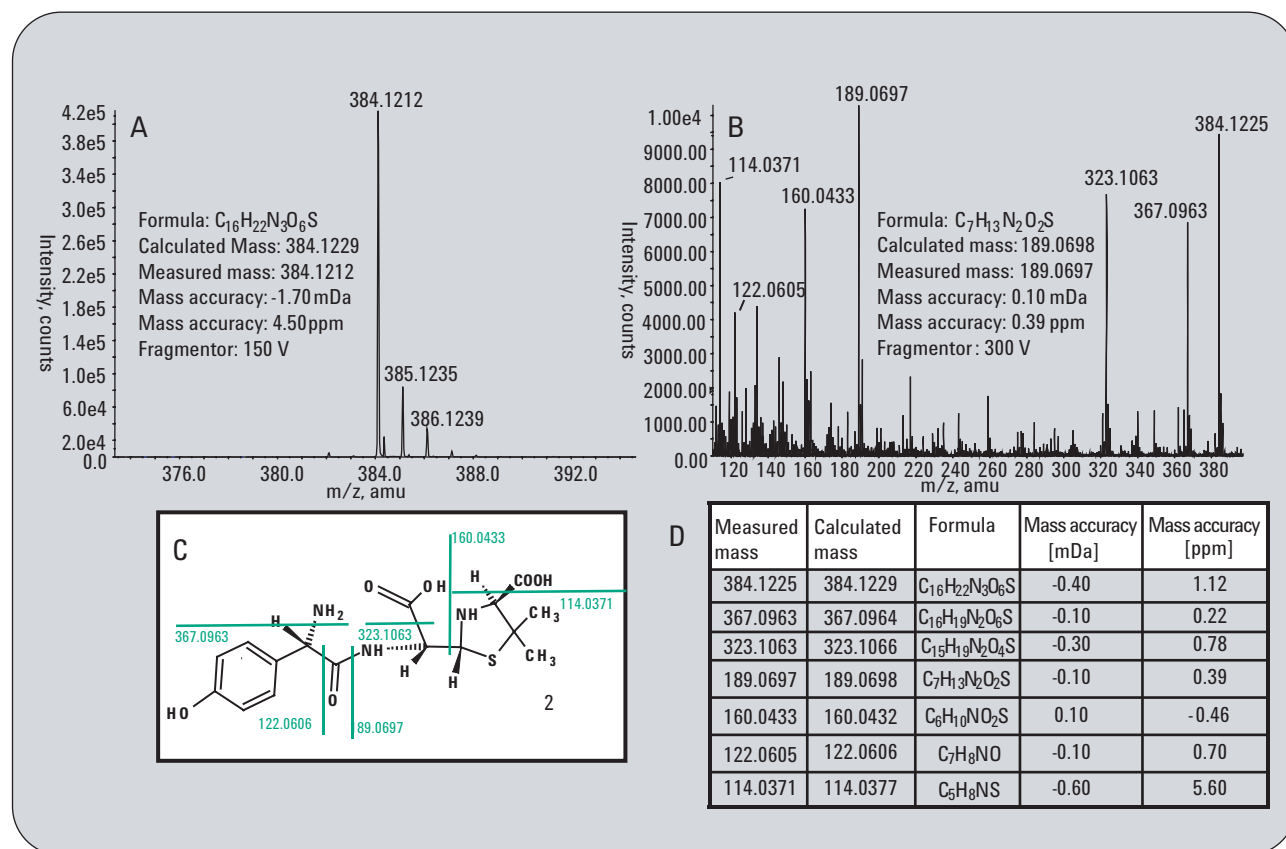 A
384.1212
4.2e5
3.8e5
3.4e5
3.0e5
2.6e5
2.2e5
1.8e5
1.4e5
1.0e5
6.0e4
2.0e4
0.0
Intensity, counts
Formula: C16H22N3O6S
Calculated Mass: 384.1229
Measured mass: 384.1212
Mass accuracy: -1.70 mDa
Mass accuracy: 4.50 ppm
Fragmentor: 150 V
385.1235
386.1239
376.0 380.0 384.0 388.0 392.0
m/z, amu
B
189.0697
384.1225
1.00e4
9000.00
8000.00
7000.00
6000.00
5000.00
4000.00
3000.00
2000.00
1000.00
0.00
Intensity, counts
114.0371
160.0433
122.0605
323.1063
367.0963
Formula: C7H13N2O2S
Calculated mass: 189.0698
Measured mass: 189.0697
Mass accuracy: 0.10 mDa
Mass accuracy: 0.39 ppm
Fragmentor : 300 V
120 140 160 180 200 220 240 260 280 300 320 340 360 380
m/z, amu
C
160.0433
O
O H
H
COOH
114.0371
NH2
NH
CH3
H
367.0963
323.1063
NH
CH3
S
O
H
H
2
HO
122.0606
89.0697
D
Measured mass Calculated mass Formula Mass accuracy [mDa] Mass accuracy [ppm]
384.1225 384.1229 C16H22N3O6S -0.40 1.12
367.0963 367.0964 C16H19N2O6S -0.10 0.22
323.1063 323.1066 C15H19N2O4S -0.30 0.78
189.0697 189.0698 C7H13N2O2S -0.10 0.39
160.0433 160.0432 C6H10NO2S 0.10 -0.46
122.0605 122.0606 C7H8NO -0.10 0.70
114.0371 114.0377 C5H8NS -0.60 5.60